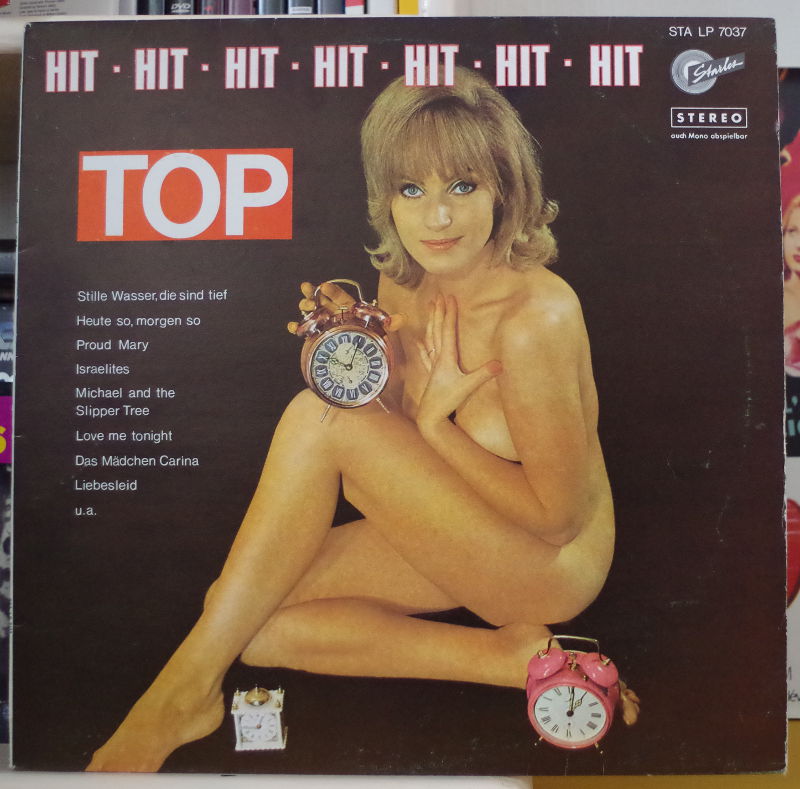 STA LP 7037
HIT · HIT · HIT · HIT · HIT · HIT · HIT
Starlet
STEREO
auch Mono abspielbar
TOP
Stille Wasser, die sind tief
Heute so, morgen so
Proud Mary
Israelites
Michael and the
Slipper Tree
Love me tonight
Das Mädchen Carina
Liebesleid
u.a.
DVD